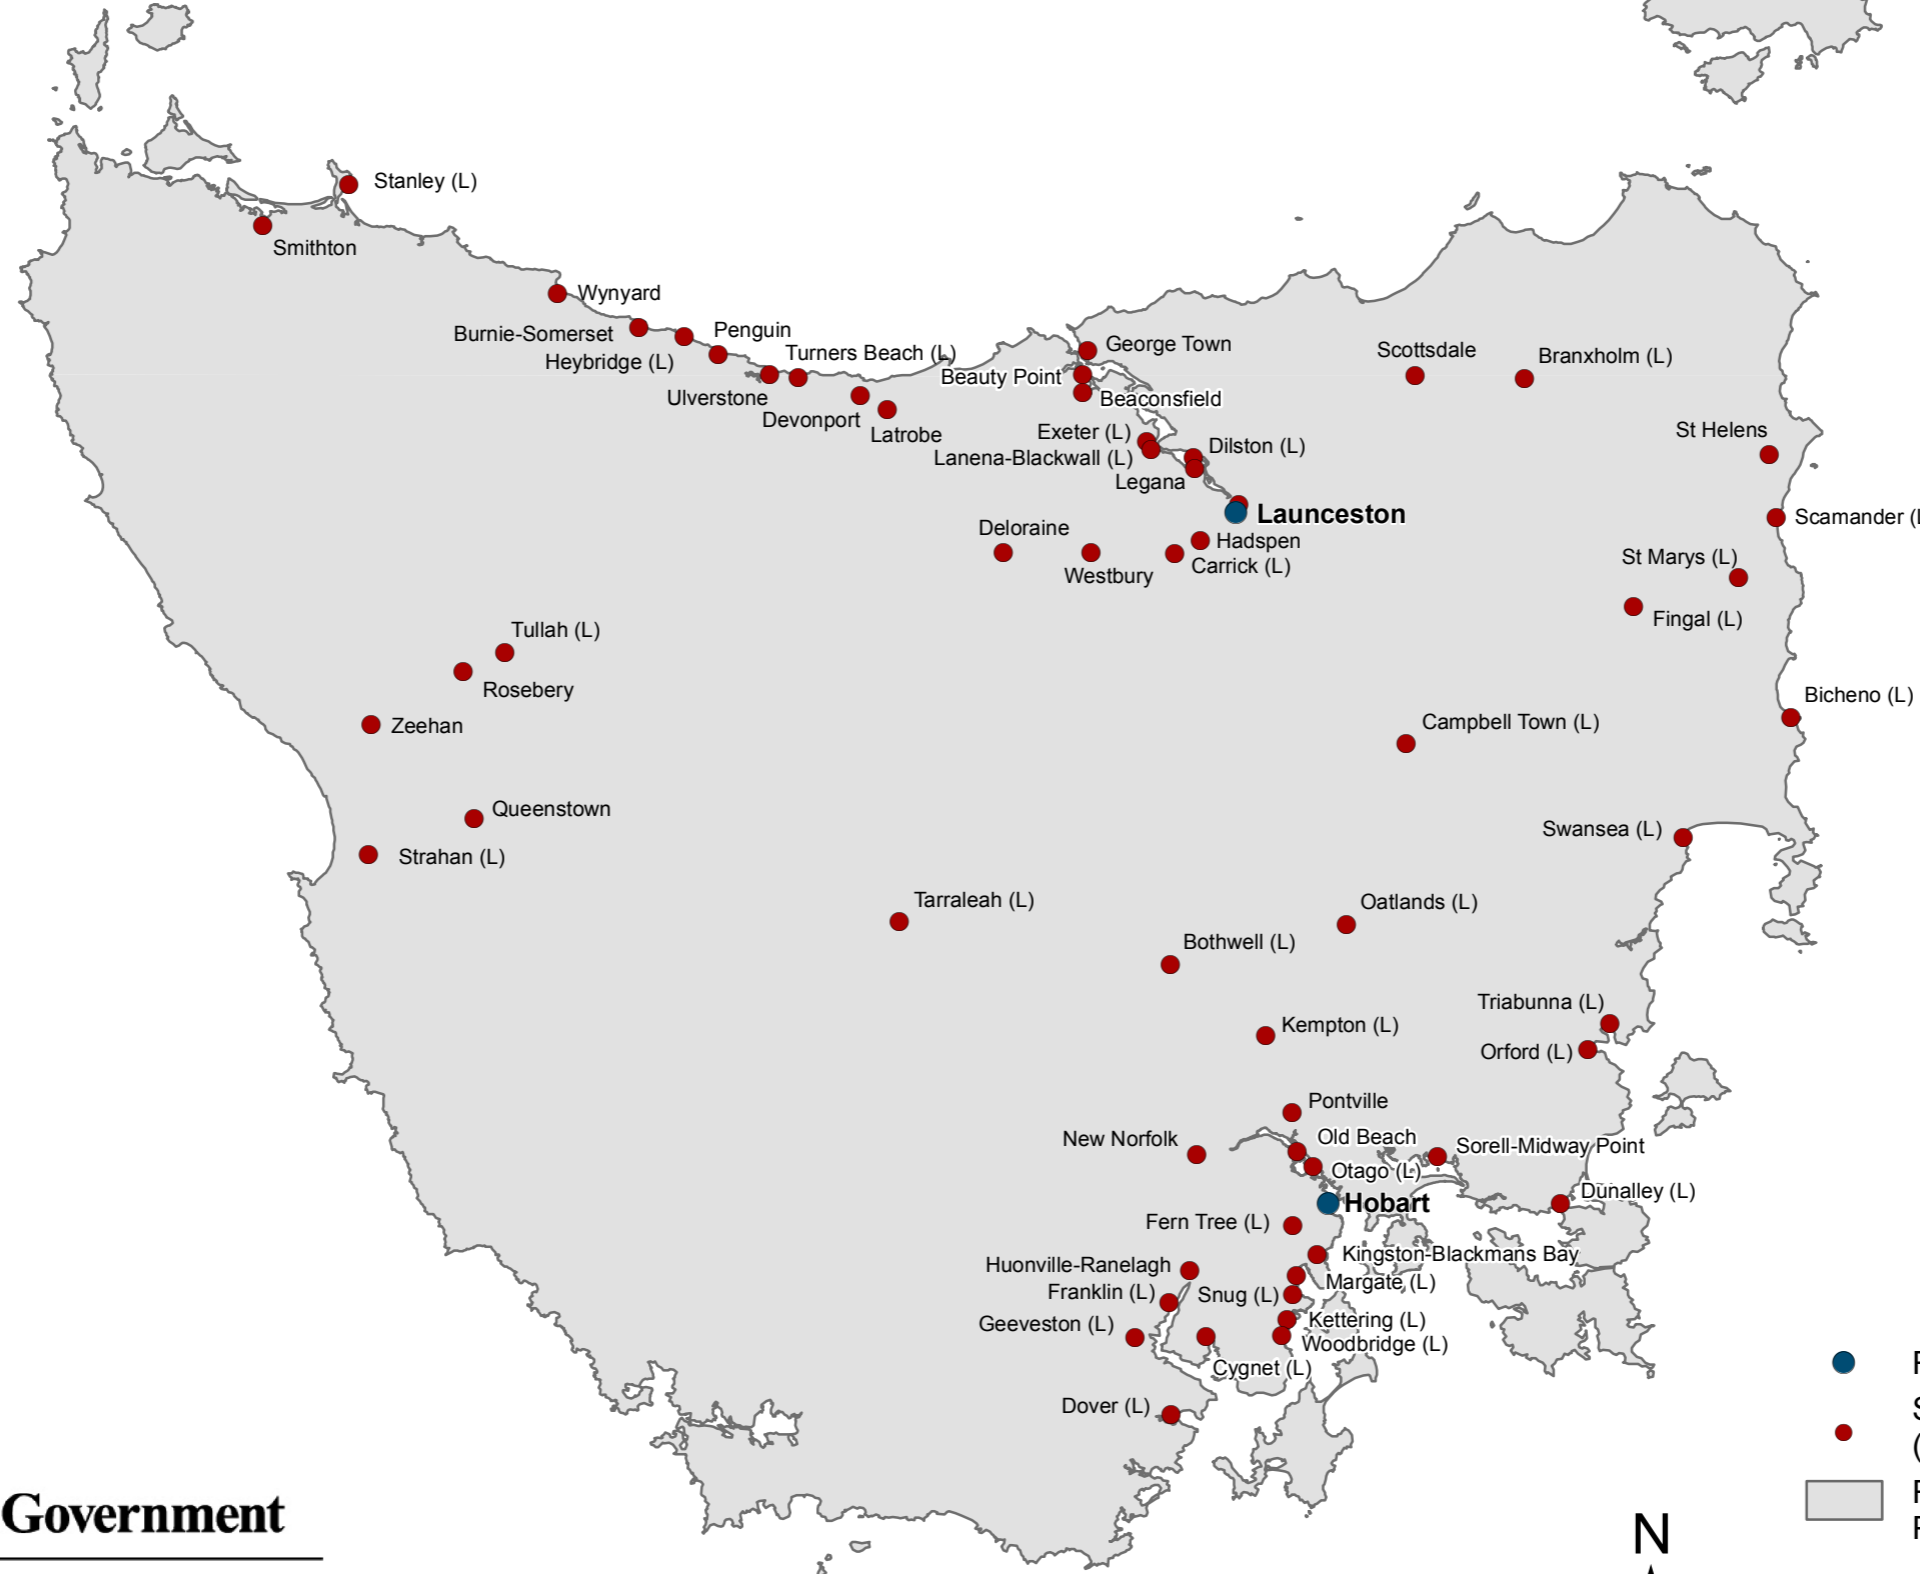 Stanley (L)
Smithton
Wynyard
Burnie-Somerset
Penguin
Heybridge (L)
Turners Beach (L)
Ulverstone
Devonport
Latrobe
George Town
Beauty Point
Beaconsfield
Scottsdale
Branxholm (L)
Exeter (L)
Lanena-Blackwall (L)
Dilston (L)
Legana
St Helens
Launceston
Scamander (
Deloraine
Westbury
Hadspen
Carrick (L)
St Marys (L)
Fingal (L)
Tullah (L)
Rosebery
Zeehan
Bicheno (L)
Campbell Town (L)
Queenstown
Strahan (L)
Swansea (L)
Tarraleah (L)
Oatlands (L)
Bothwell (L)
Triabunna (L)
Kempton (L)
Orford (L)
Pontville
New Norfolk
Old Beach
Otago (L)
Sorell-Midway Point
Hobart
Dunalley (L)
Fern Tree (L)
Kingston-Blackmans Bay
Huonville-Ranelagh
Margate (L)
Franklin (L)
Snug (L)
Geeveston (L)
Kettering (L)
Woodbridge (L)
Cygnet (L)
Dover (L)
Government
N